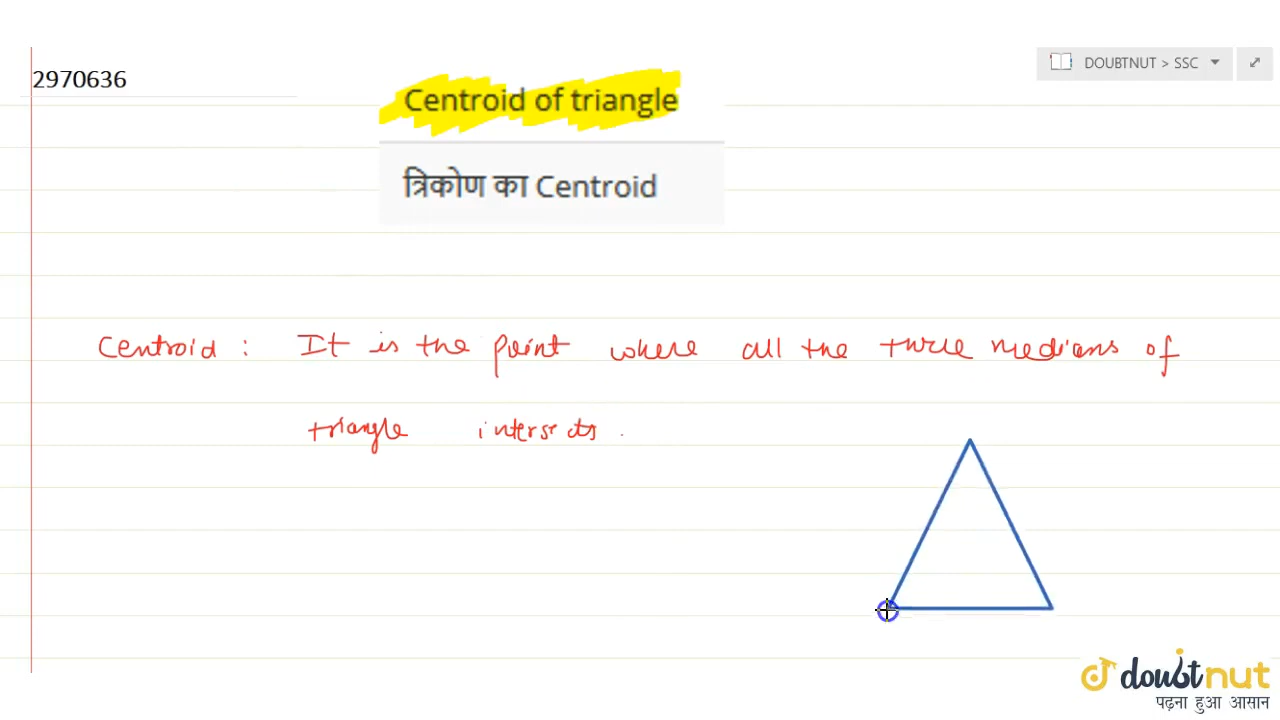 2970636
DOUBTNUT > SSC
Centroid of triangle
त्रिकोण का Centroid
Centroid : It is the point where all the three medians of
triangle intersects .
doubtnut
पढ़ना हुआ आसान